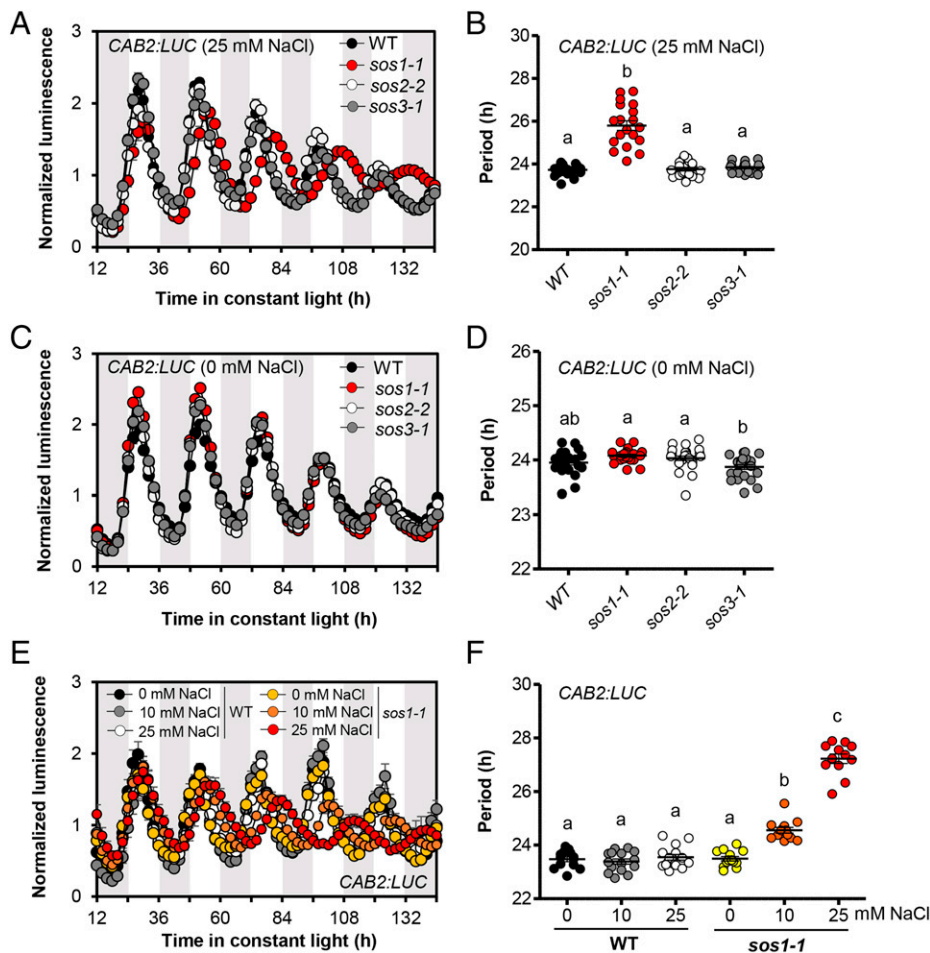 A
CAB2:LUC (25 mM NaCl)
WT
sos1-1
sos2-2
sos3-1
Normalized luminescence
3
2
1
0
12 36 60 84 108 132
Time in constant light (h)
B
CAB2:LUC (25 mM NaCl)
Period (h)
30
28
26
24
22
20
a b a a
WT sos1-1 sos2-2 sos3-1
C
CAB2:LUC (0 mM NaCl)
WT
sos1-1
sos2-2
sos3-1
Normalized luminescence
3
2
1
0
12 36 60 84 108 132
Time in constant light (h)
D
CAB2:LUC (0 mM NaCl)
Period (h)
26
25
24
23
22
ab a a b
WT sos1-1 sos2-2 sos3-1
E
0 mM NaCl
10 mM NaCl
25 mM NaCl
WT
0 mM NaCl
10 mM NaCl
25 mM NaCl
sos1-1
CAB2:LUC
Normalized luminescence
3
2
1
0
12 36 60 84 108 132
Time in constant light (h)
F
CAB2:LUC
Period (h)
30
28
26
24
23
22
a a a a b c
0 10 25 0 10 25 mM NaCl
WT sos1-1